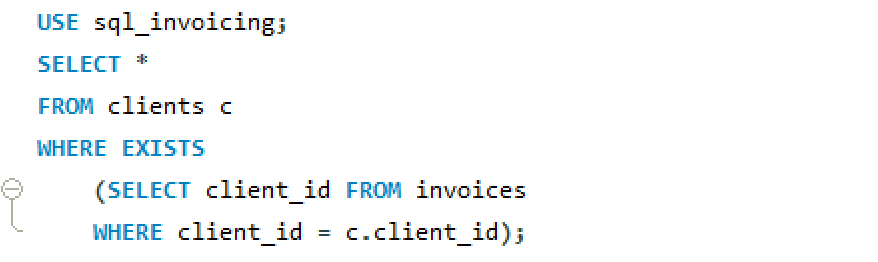 USE sql_invoicing;
SELECT *
FROM clients c
WHERE EXISTS
(SELECT client_id FROM invoices
WHERE client_id = c.client_id);